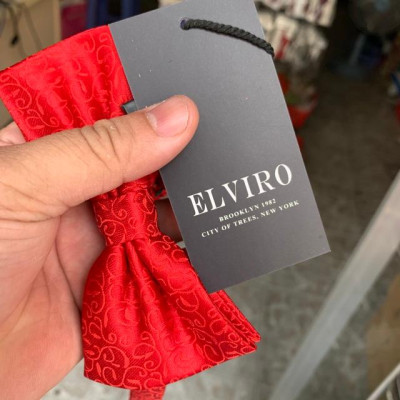 ELVIRO
BROOKLYN 1982
CITY OF TREES, NEW YORK